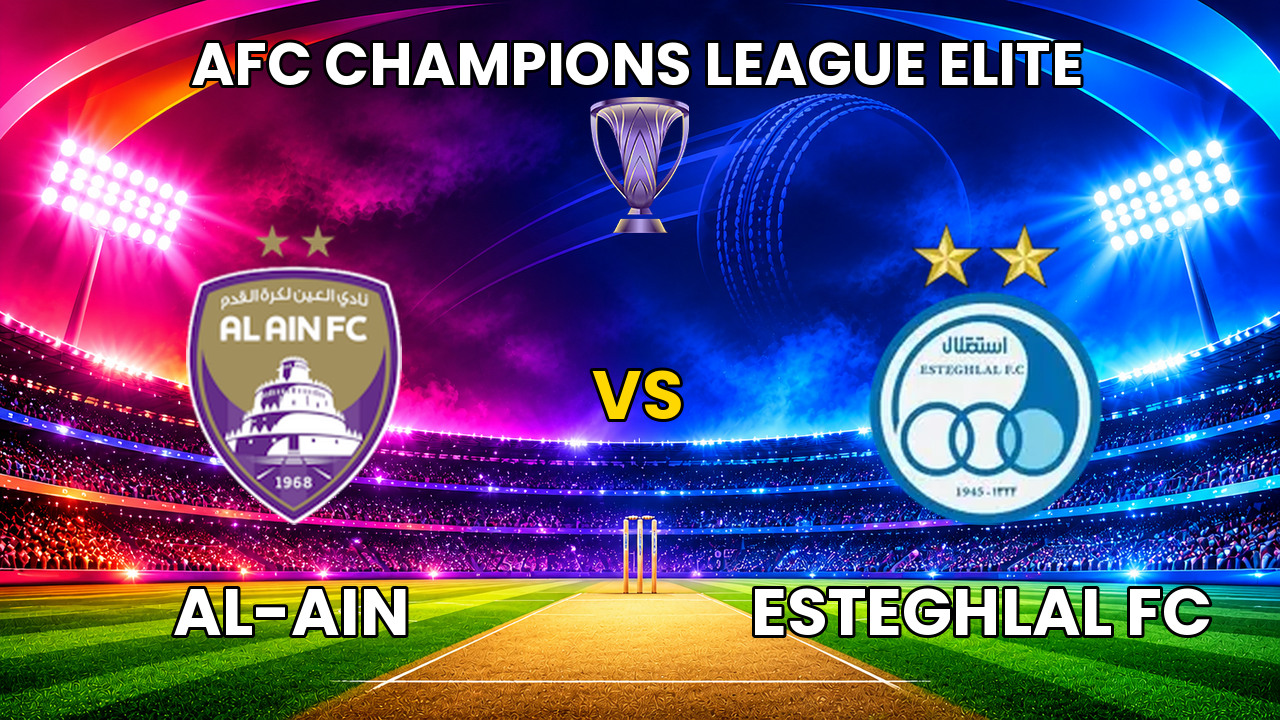 AFC CHAMPIONS LEAGUE ELITE
نادي العين لكرة القدم
AL AIN FC
1968
VS
استقلال
ESTEGHLAL F.C
1945 - ١٣٢٤
AL-AIN
ESTEGHLAL FC